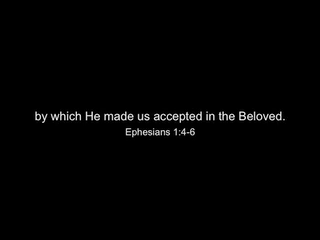 by which He made us accepted in the Beloved.
Ephesians 1:4-6